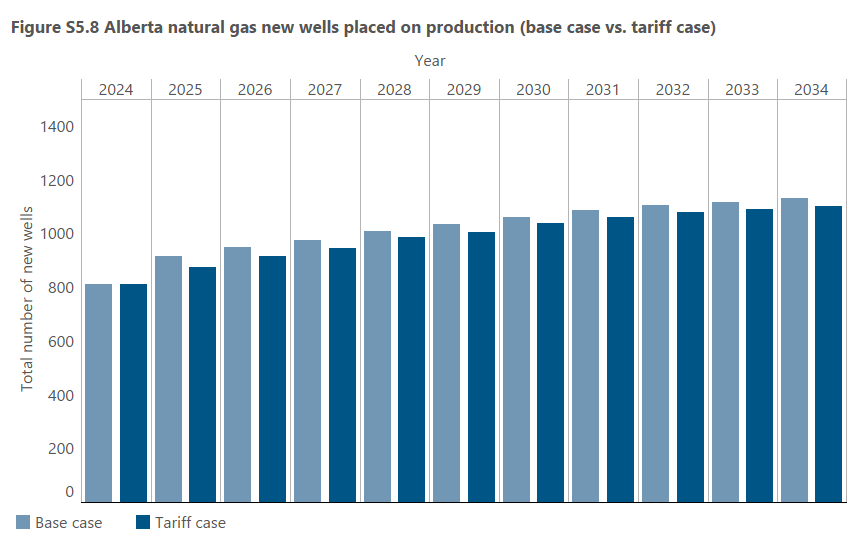 Figure S5.8 Alberta natural gas new wells placed on production (base case vs. tariff case)
Year
2024 2025 2026 2027 2028 2029 2030 2031 2032 2033 2034
1400
1200
1000
800
600
400
200
0
Total number of new wells
Base case Tariff case